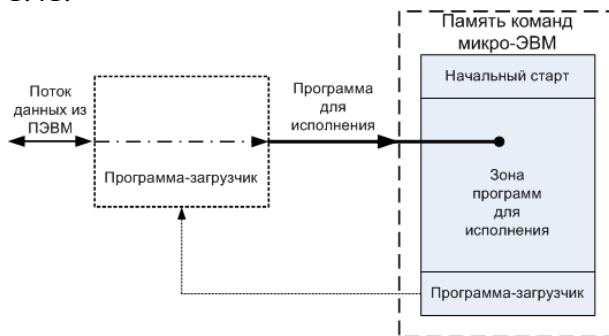 Память команд
микро-ЭВМ
Начальный старт
Поток
данных из
ПЭВМ
Программа
для
исполнения
Программа-загрузчик
Зона
программ
для
исполнения
Программа-загрузчик